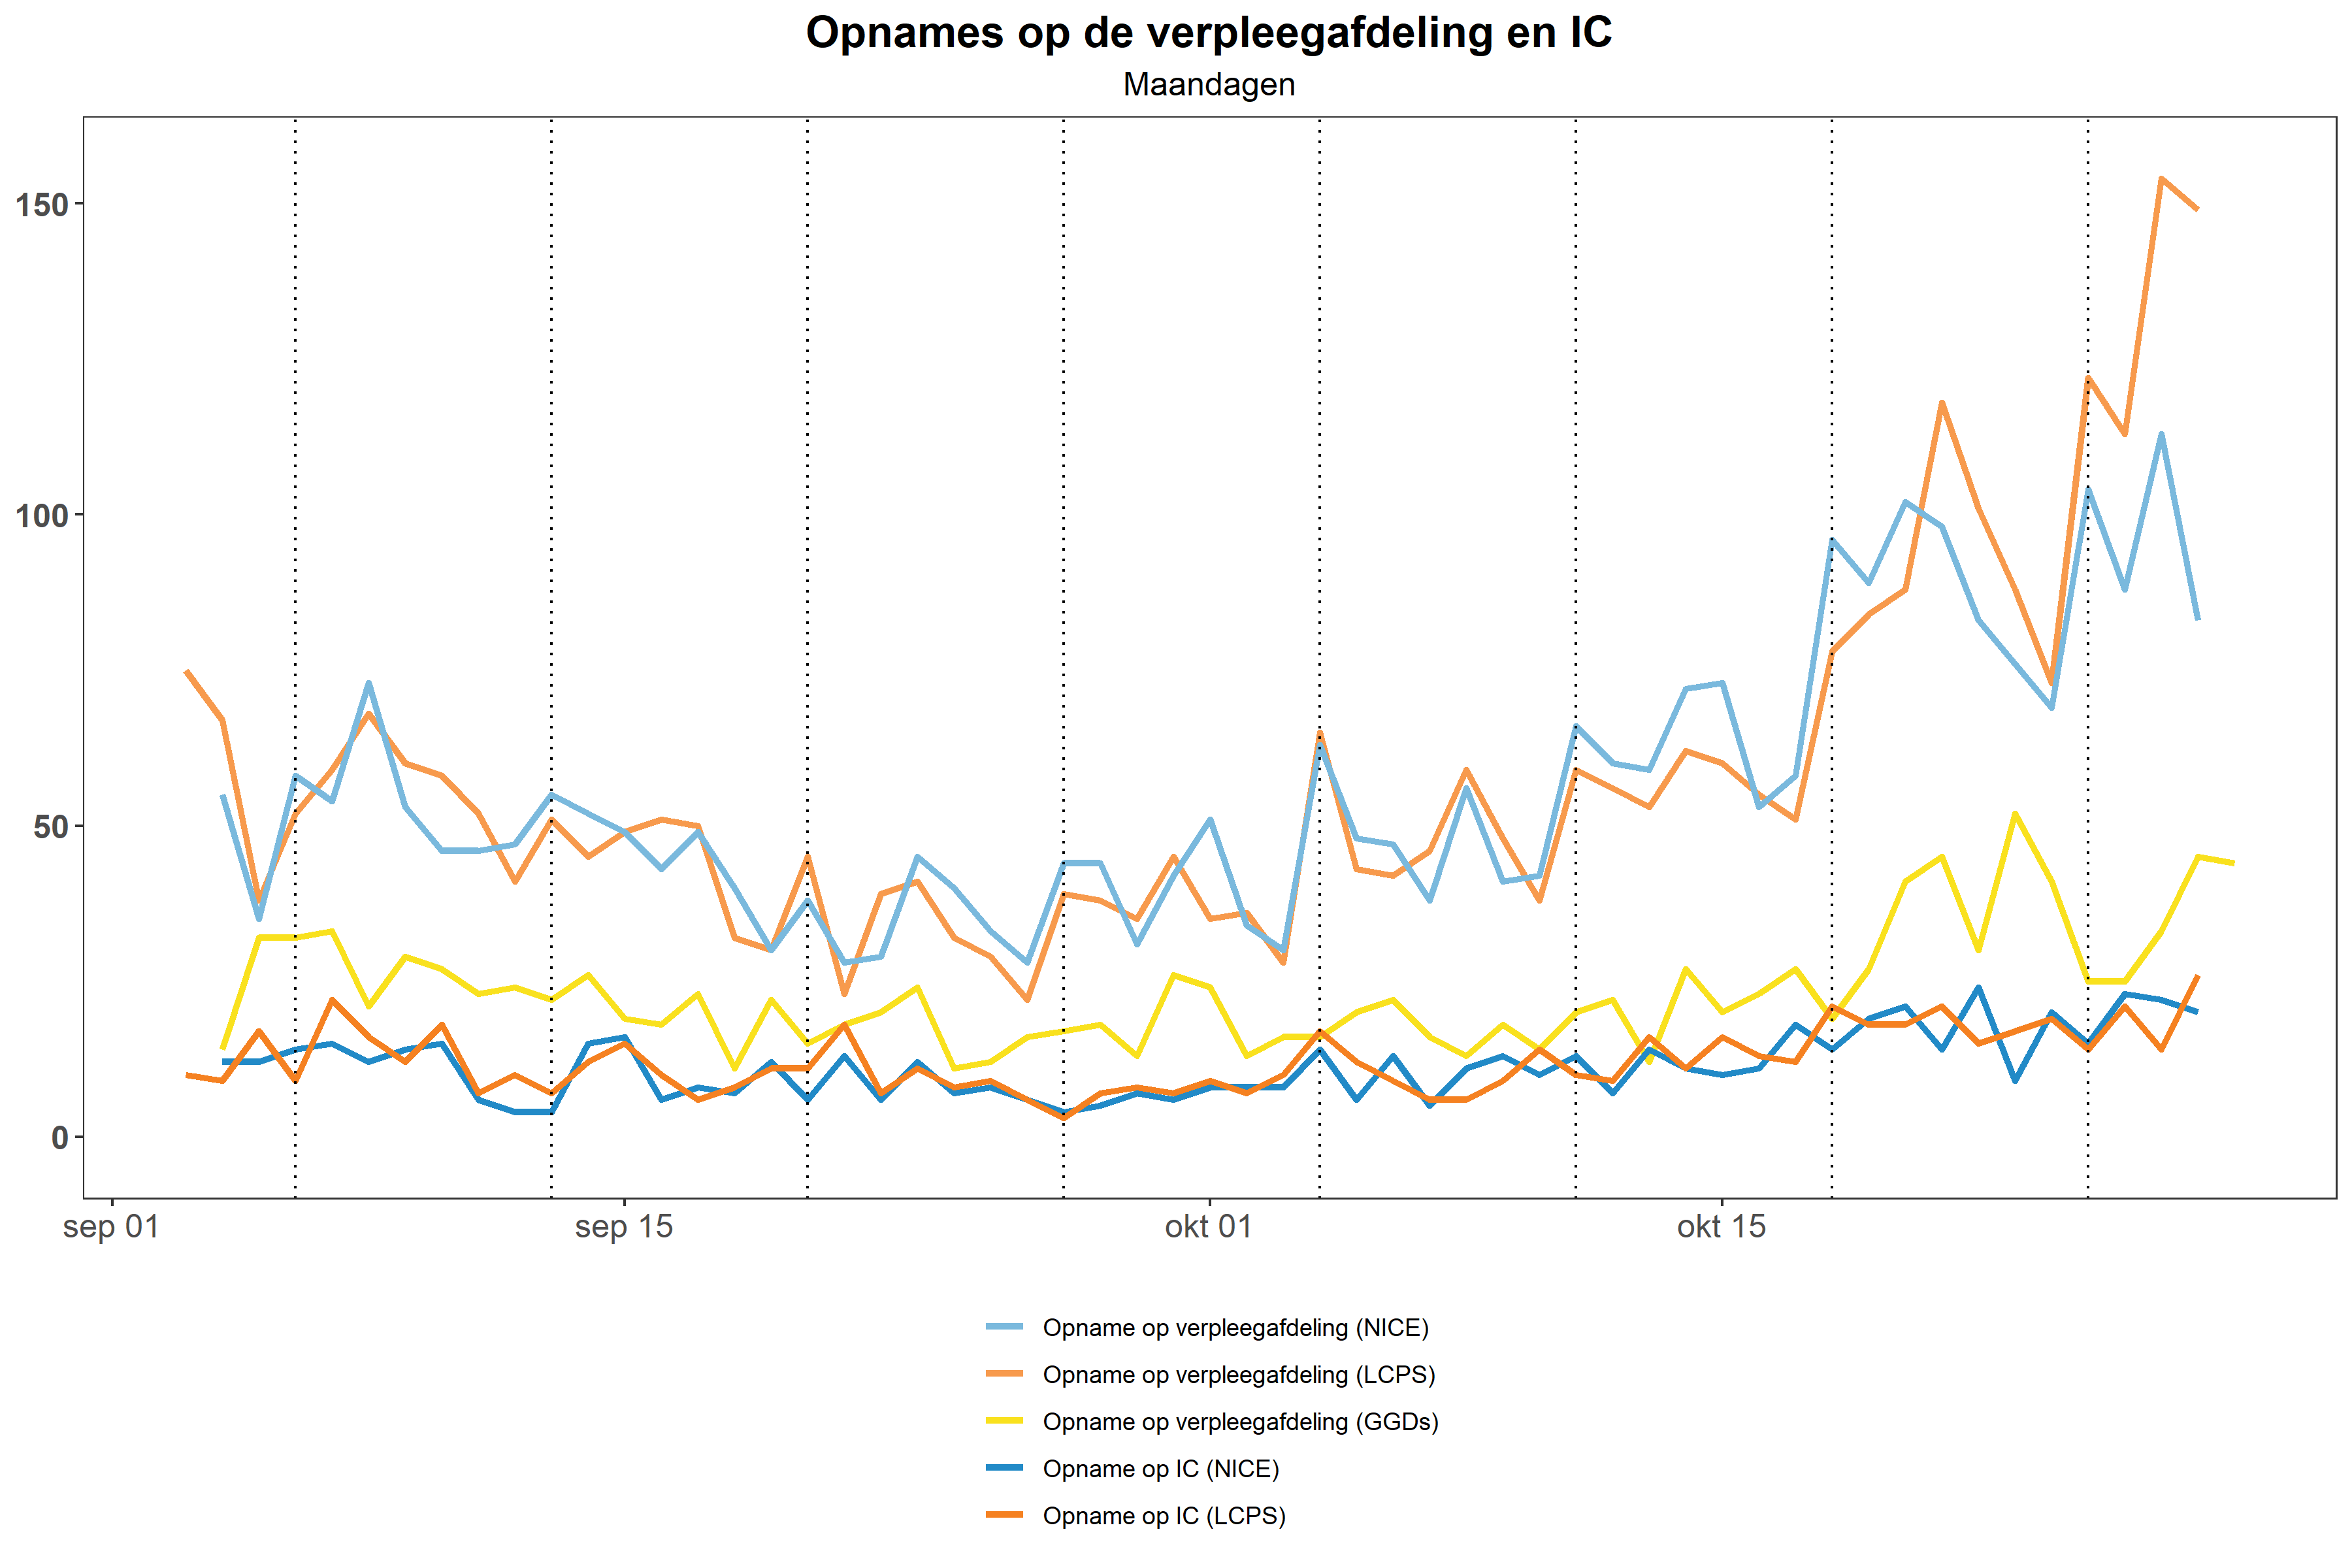 Opnames op de verpleegafdeling en IC
Maandagen
150
100
50
0
sep 01
sep 15
okt 01
okt 15
Opname op verpleegafdeling (NICE)
Opname op verpleegafdeling (LCPS)
Opname op verpleegafdeling (GGDs)
Opname op IC (NICE)
Opname op IC (LCPS)